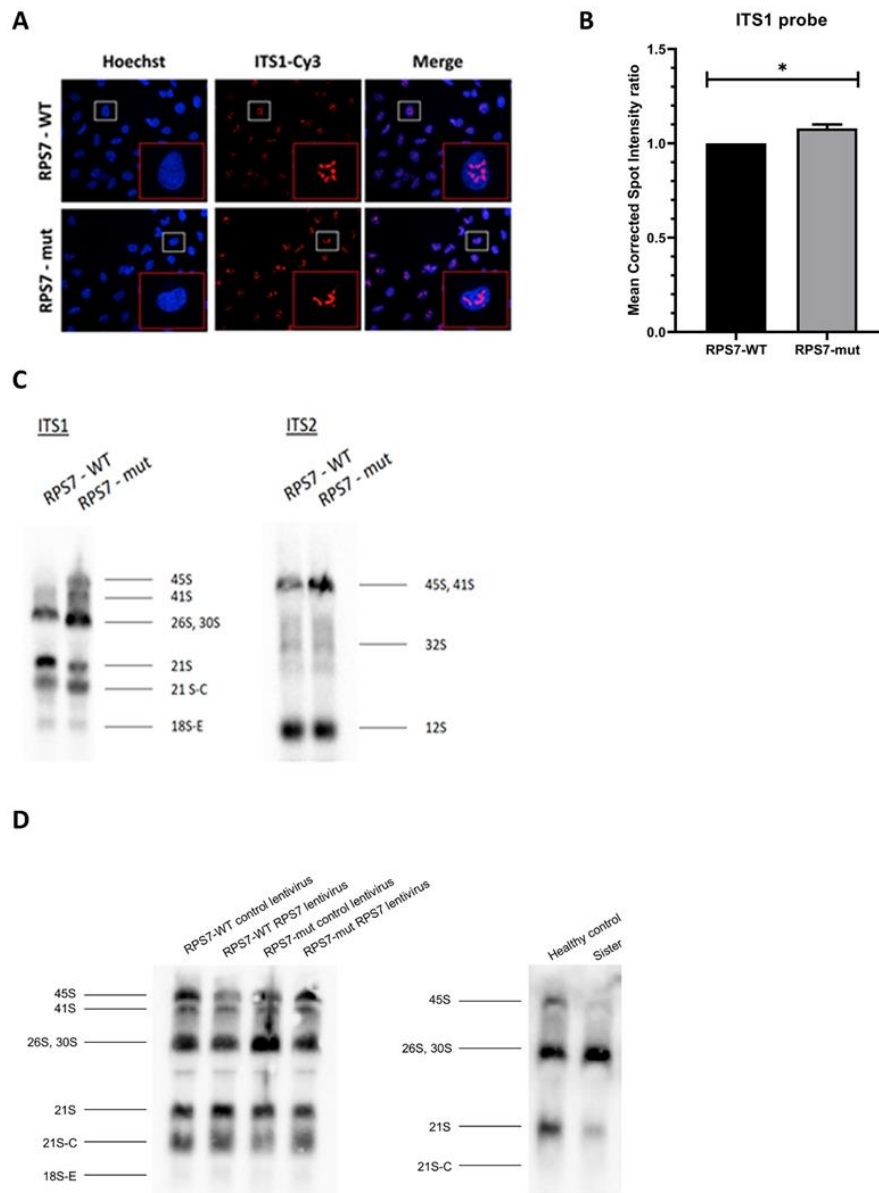 A
Hoechst ITS1-Cy3 Merge
RPS7 - WT
RPS7 - mut
B
ITS1 probe
Mean Corrected Spot Intensity ratio
1.5
1.0
0.5
0.0
*
RPS7-WT RPS7-mut
C
ITS1
RPS7 - WT
RPS7 - mut
45S
41S
26S, 30S
21S
21 S-C
18S-E
ITS2
RPS7 - WT
RPS7 - mut
45S, 41S
32S
12S
D
RPS7-WT control lentivirus
RPS7-WT RPS7 lentivirus
RPS7-mut control lentivirus
RPS7-mut RPS7 lentivirus
45S
41S
26S, 30S
21S
21S-C
18S-E
Healthy control
Sister
45S
26S, 30S
21S
21S-C